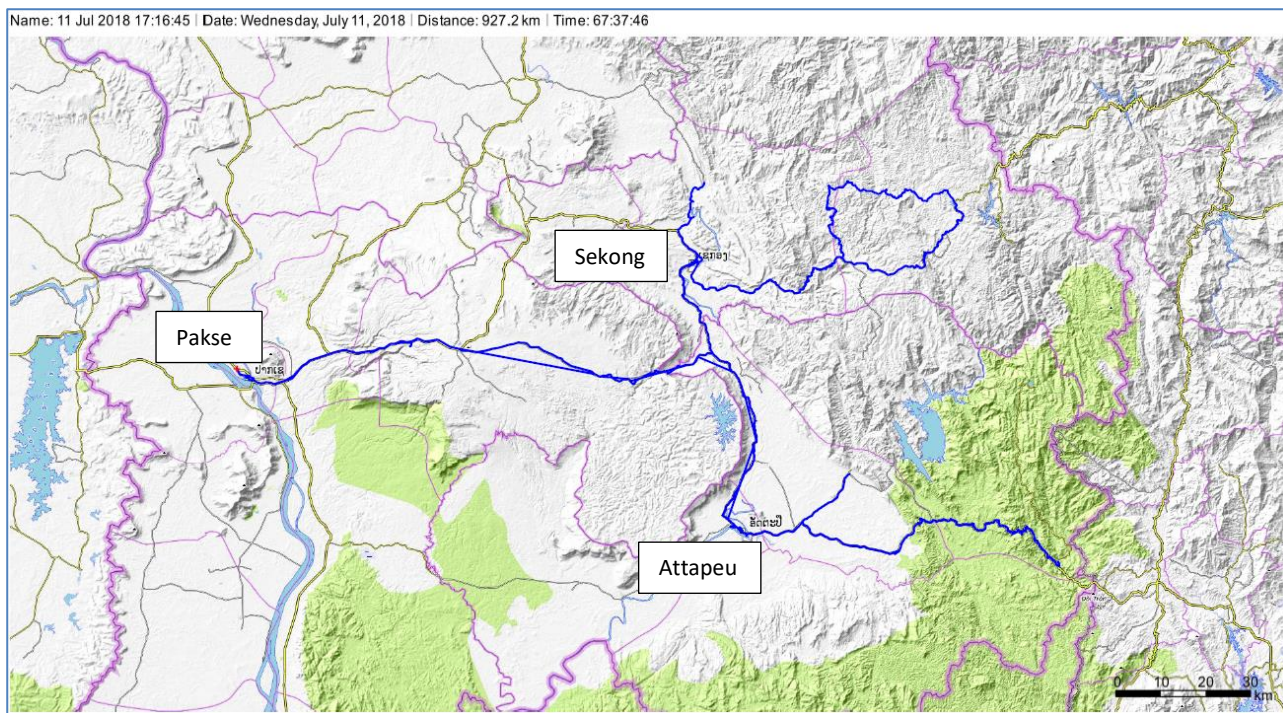 Name: 11 Jul 2018 17:16:45 | Date: Wednesday, July 11, 2018 | Distance: 927.2 km | Time: 67:37:46
Sekong
Pakse
ປາກເຊ
Attapeu
0 10 20 30
km